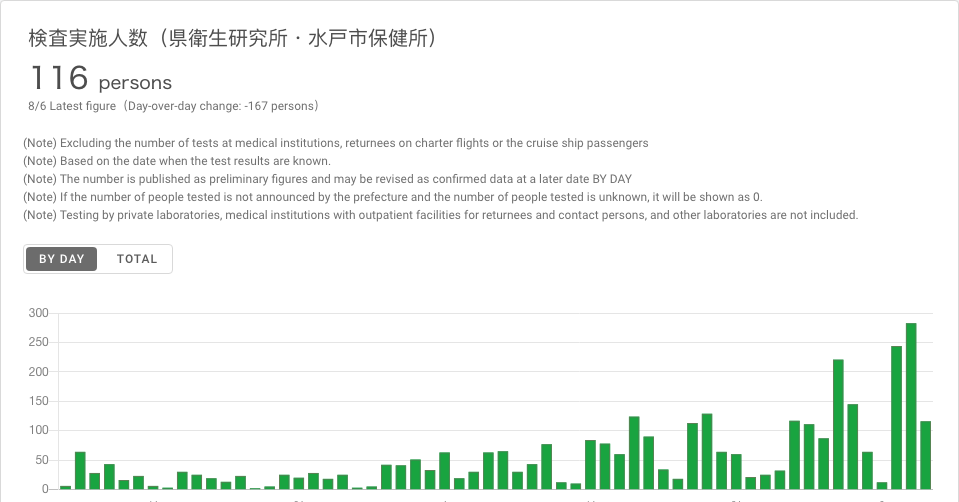 検査実施人数（県衛生研究所・水戸市保健所）
116 persons
8/6 Latest figure（Day-over-day change: -167 persons）
(Note) Excluding the number of tests at medical institutions, returnees on charter flights or the cruise ship passengers
(Note) Based on the date when the test results are known.
(Note) The number is published as preliminary figures and may be revised as confirmed data at a later date BY DAY
(Note) If the number of people tested is not announced by the prefecture and the number of people tested is unknown, it will be shown as 0.
(Note) Testing by private laboratories, medical institutions with outpatient facilities for returnees and contact persons, and other laboratories are not included.
BY DAY TOTAL
300
250
200
150
100
50
0